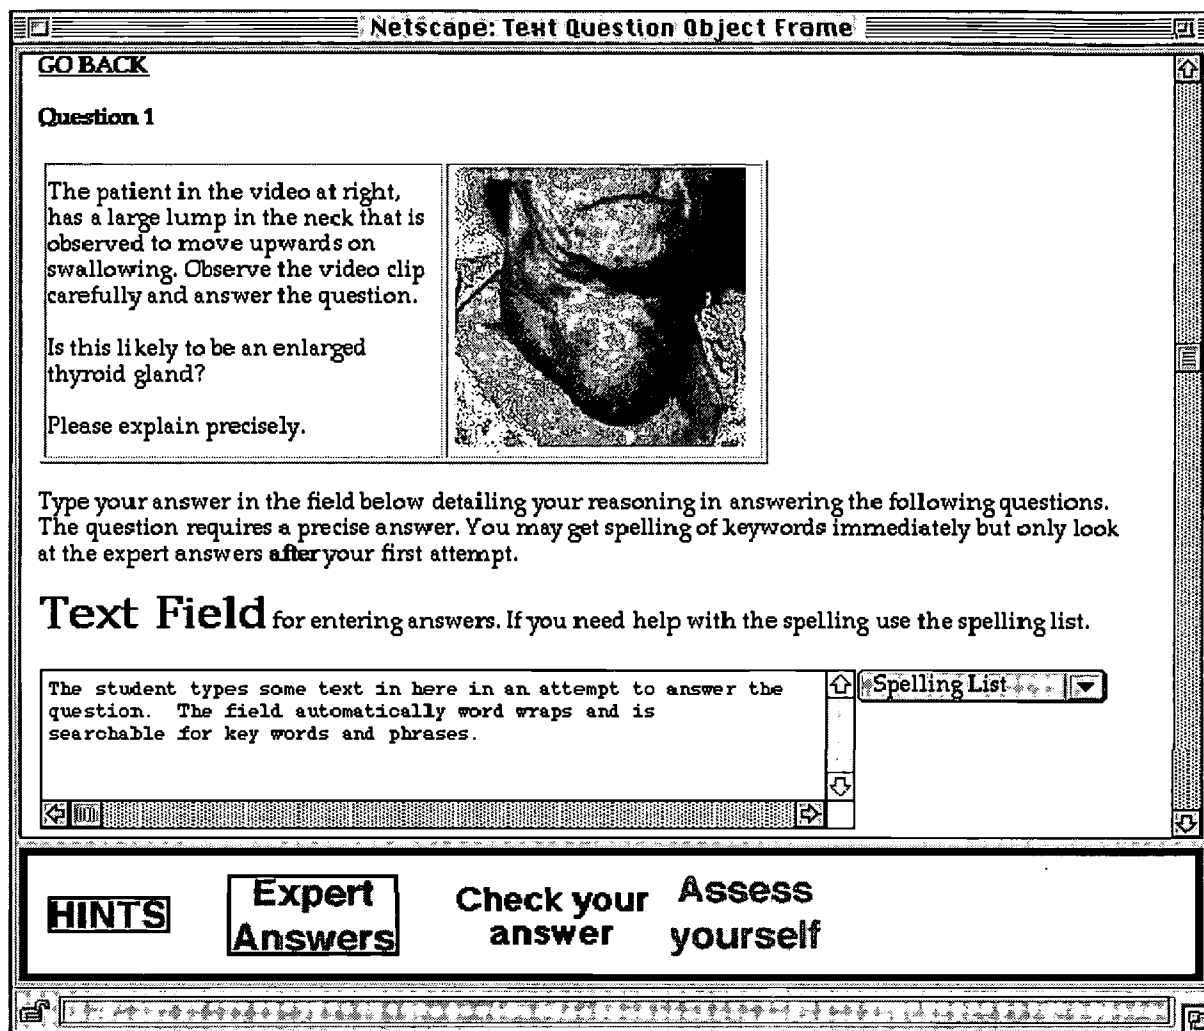 Netscape: Text Question Object Frame
GO BACK
Question 1
The patient in the video at right,
has a large lump in the neck that is
observed to move upwards on
swallowing. Observe the video clip
carefully and answer the question.
Is this likely to be an enlarged
thyroid gland?
Please explain precisely.
Type your answer in the field below detailing your reasoning in answering the following questions.
The question requires a precise answer. You may get spelling of keywords immediately but only look
at the expert answers after your first attempt.
Text Field for entering answers. If you need help with the spelling use the spelling list.
The student types some text in here in an attempt to answer the
question. The field automatically word wraps and is
searchable for key words and phrases.
Spelling List
HINTS
Expert
Answers
Check your
answer
Assess
yourself